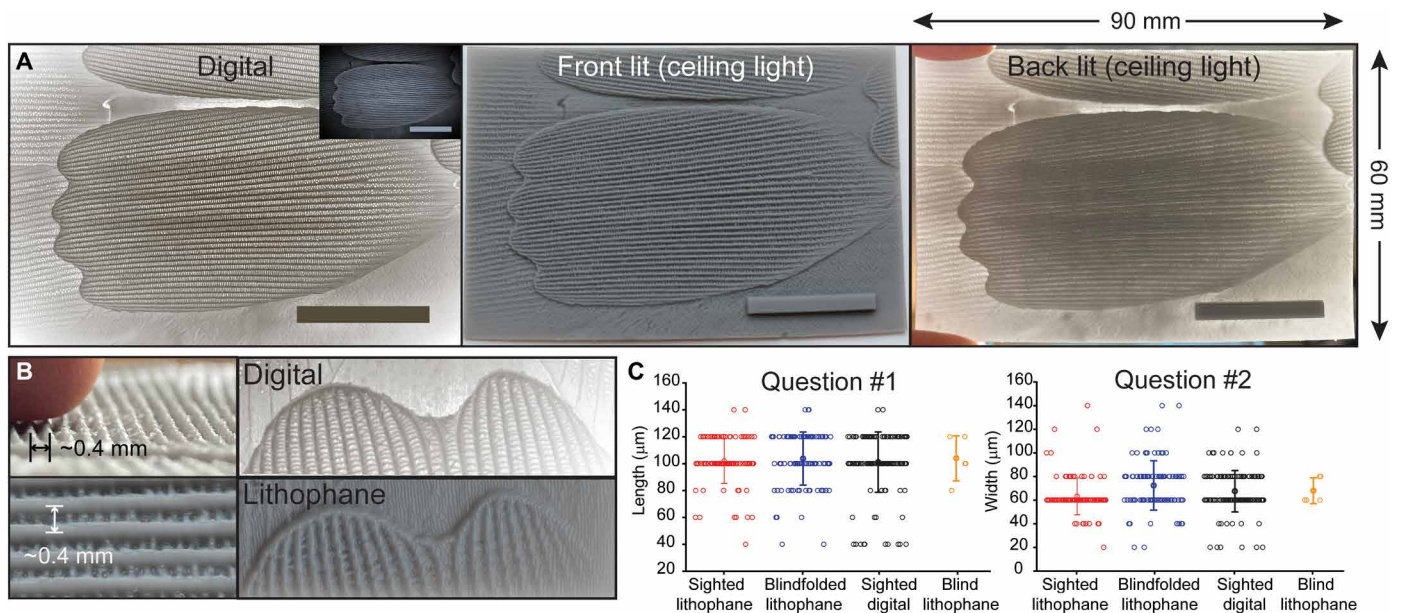 90 mm
A
Digital
Front lit (ceiling light)
Back lit (ceiling light)
60 mm
B
~0.4 mm
~0.4 mm
Digital
Lithophane
C
Question #1
Length (µm)
160
140
120
100
80
60
40
20
Sighted
lithophane
Blindfolded
lithophane
Sighted
digital
Blind
lithophane
Question #2
Width (µm)
160
140
120
100
80
60
40
20
0
Sighted
lithophane
Blindfolded
lithophane
Sighted
digital
Blind
lithophane